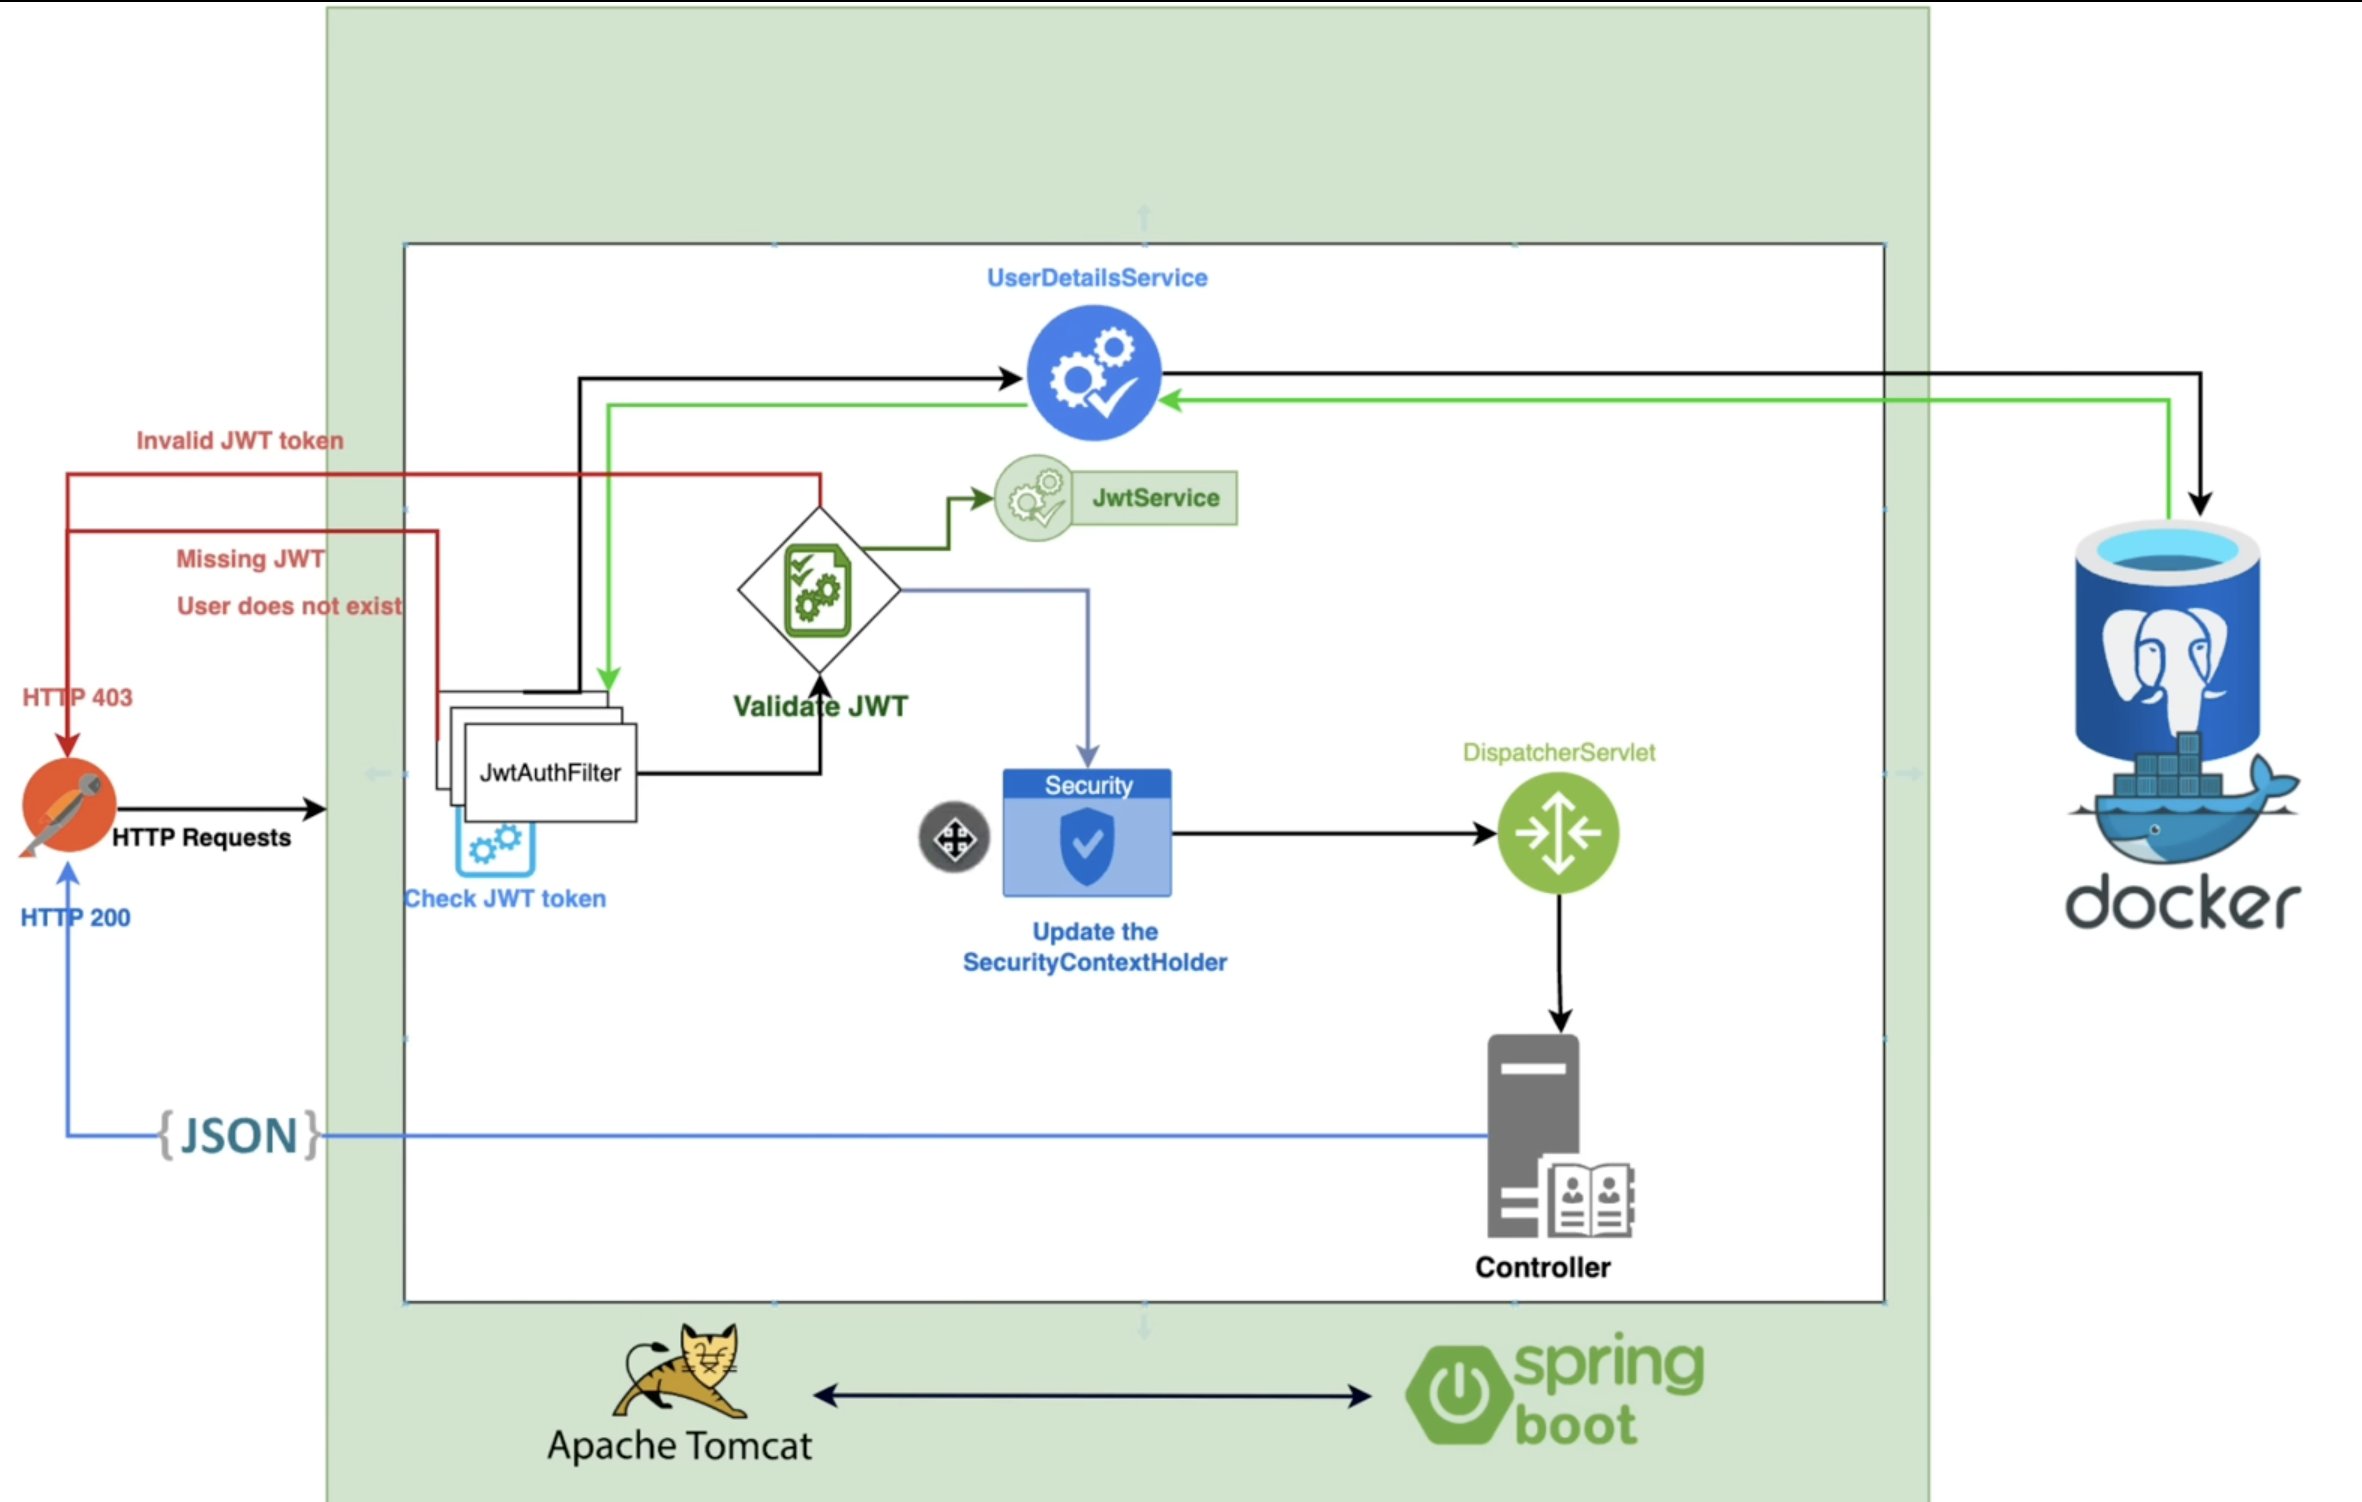 UserDetailsService
Invalid JWT token
JwtService
Missing JWT
User does not exist
HTTP 403
Validate JWT
JwtAuthFilter
DispatcherServlet
Security
HTTP Requests
Check JWT token
HTTP 200
Update the
SecurityContextHolder
docker
{ JSON }
Controller
Apache Tomcat
spring
boot